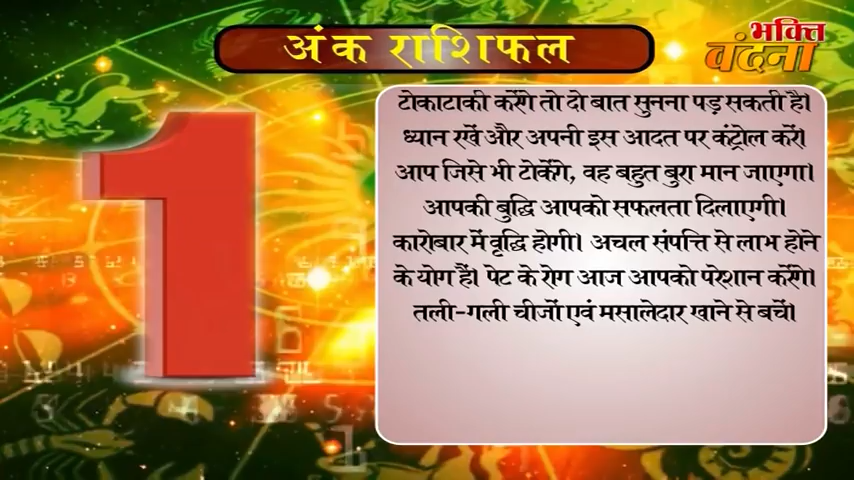 अंक राशिफल
भक्ति
वंदना
1
टोकाटाकी करेंगे तो दो बात सुनना पड़ सकती है।
ध्यान रखें और अपनी इस आदत पर कंट्रोल करें।
आप जिसे भी टोकेंगे, वह बहुत बुरा मान जाएगा।
आपकी बुद्धि आपको सफलता दिलाएगी।
कारोबार में वृद्धि होगी। अचल संपत्ति से लाभ होने
के योग हैं। पेट के रोग आज आपको परेशान करेंगे।
तली-गली चीजों एवं मसालेदार खाने से बचें।